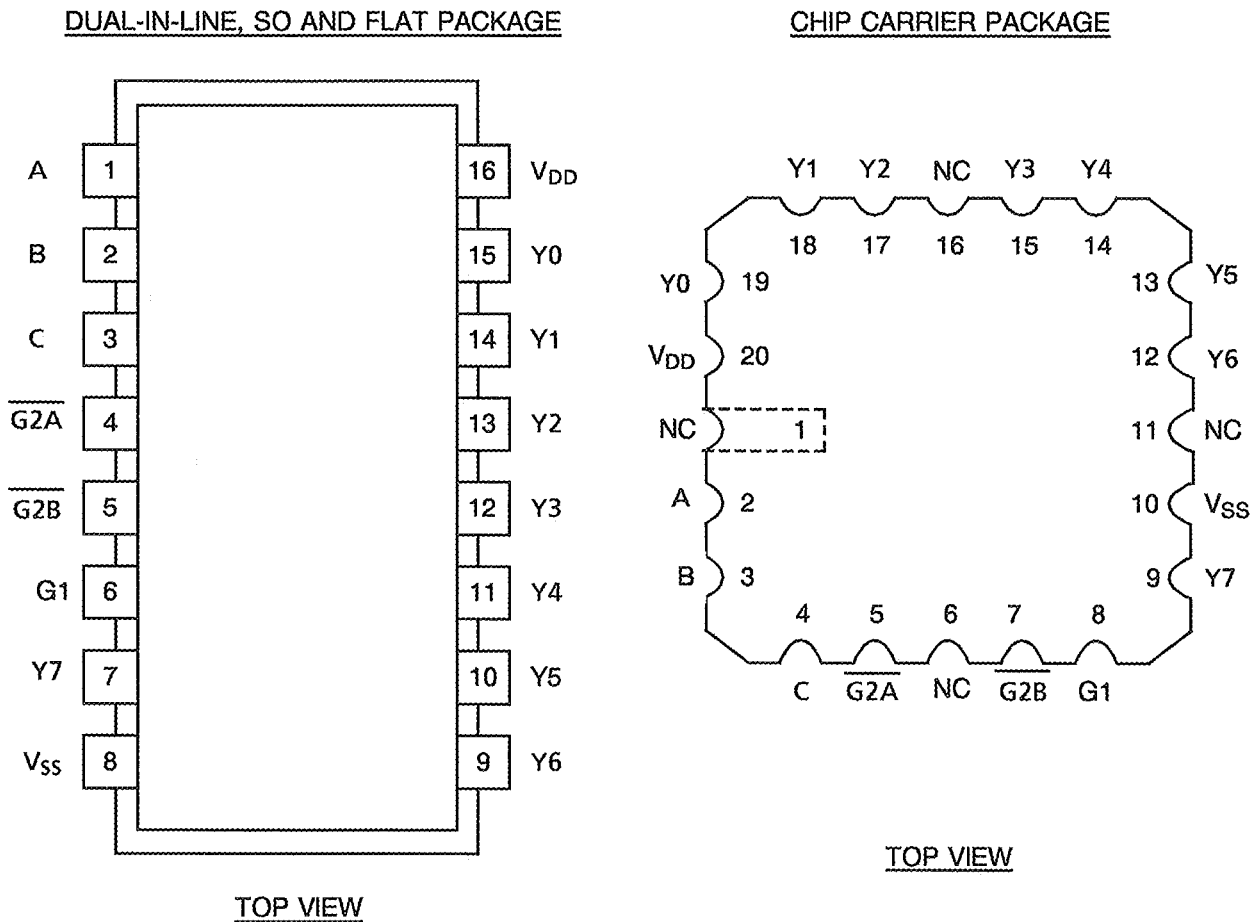 DUAL-IN-LINE, SO AND FLAT PACKAGE
A 1 16 VDD
B 2 15 Y0
C 3 14 Y1
G2A 4 13 Y2
G2B 5 12 Y3
G1 6 11 Y4
Y7 7 10 Y5
VSS 8 9 Y6
TOP VIEW
CHIP CARRIER PACKAGE
Y1 Y2 NC Y3 Y4
18 17 16 15 14
Y0 19 13 Y5
VDD 20 12 Y6
NC 1 11 NC
A 2 10 VSS
B 3 9 Y7
4 5 6 7 8
C G2A NC G2B G1
TOP VIEW